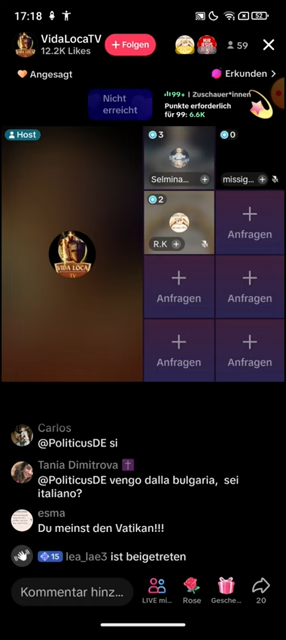 17:18
52
VidaLocaTV
12.2K Likes
+ Folgen
59
Angesagt
Erkunden >
Nicht
erreicht
99+ | Zuschauer*innen
Punkte erforderlich
für 99: 6.6K
Host
3
0
Selmina...
missig...
VIDA LOCA
TV
2
R.K
Anfragen
Anfragen
Anfragen
Anfragen
Anfragen
Carlos
@PoliticusDE si
Tania Dimitrova
@PoliticusDE vengo dalla bulgaria, sei
italiano?
esma
Du meinst den Vatikan!!!
15 lea_lae3 ist beigetreten
Kommentar hinz...
LIVE mi...
Rose
Gesche...
20